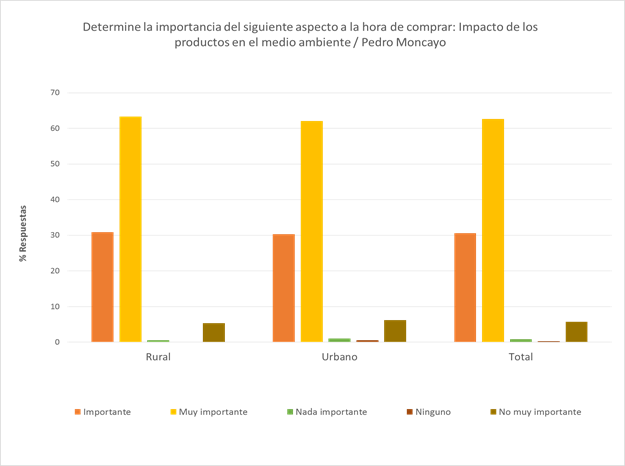 Determine la importancia del siguiente aspecto a la hora de comprar: Impacto de los
productos en el medio ambiente / Pedro Moncayo
70
60
50
40
30
20
10
0
% Respuestas
Rural Urbano Total
Importante Muy importante Nada importante Ninguno No muy importante